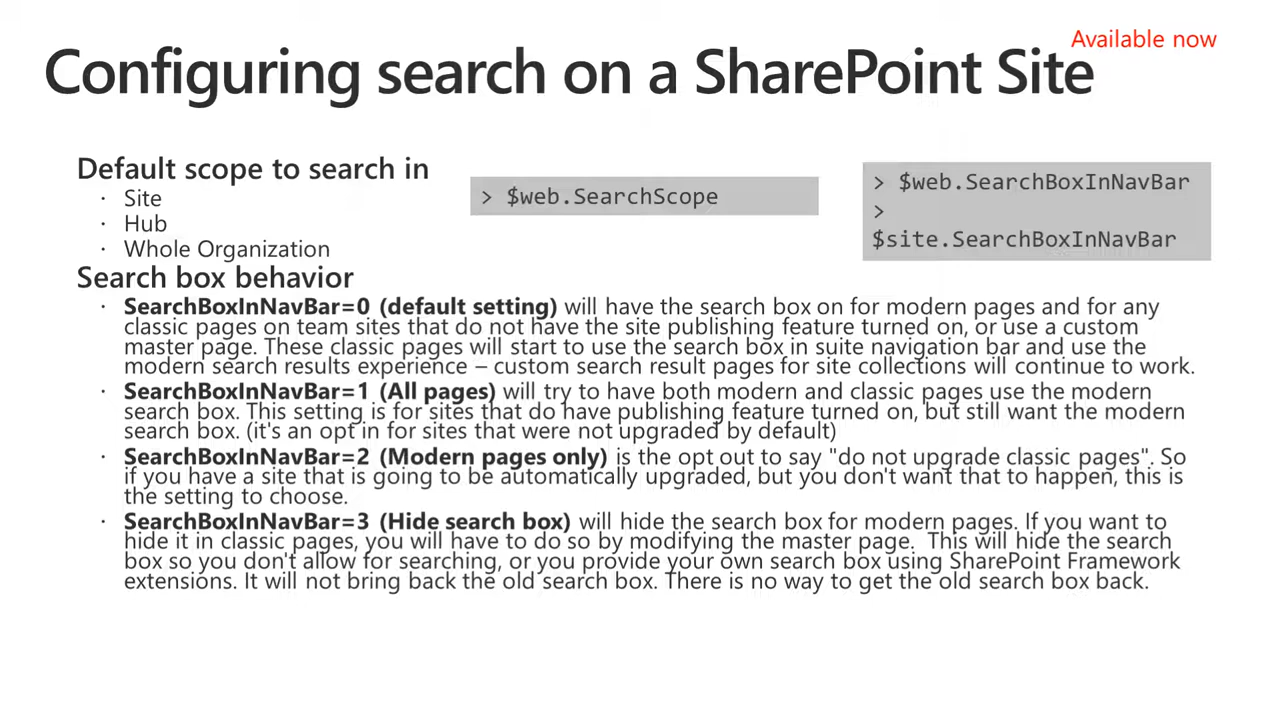 Available now
Configuring search on a SharePoint Site
Default scope to search in
· Site
· Hub
· Whole Organization
> $web.SearchScope
> $web.SearchBoxInNavBar
>
$site.SearchBoxInNavBar
Search box behavior
· SearchBoxInNavBar=0 (default setting) will have the search box on for modern pages and for any
classic pages on team sites that do not have the site publishing feature turned on, or use a custom
master page. These classic pages will start to use the search box in suite navigation bar and use the
modern search results experience – custom search result pages for site collections will continue to work.
· SearchBoxInNavBar=1 (All pages) will try to have both modern and classic pages use the modern
search box. This setting is for sites that do have publishing feature turned on, but still want the modern
search box. (it's an opt in for sites that were not upgraded by default)
· SearchBoxInNavBar=2 (Modern pages only) is the opt out to say "do not upgrade classic pages". So
if you have a site that is going to be automatically upgraded, but you don't want that to happen, this is
the setting to choose.
· SearchBoxInNavBar=3 (Hide search box) will hide the search box for modern pages. If you want to
hide it in classic pages, you will have to do so by modifying the master page.  This will hide the search
box so you don't allow for searching, or you provide your own search box using SharePoint Framework
extensions. It will not bring back the old search box. There is no way to get the old search box back.